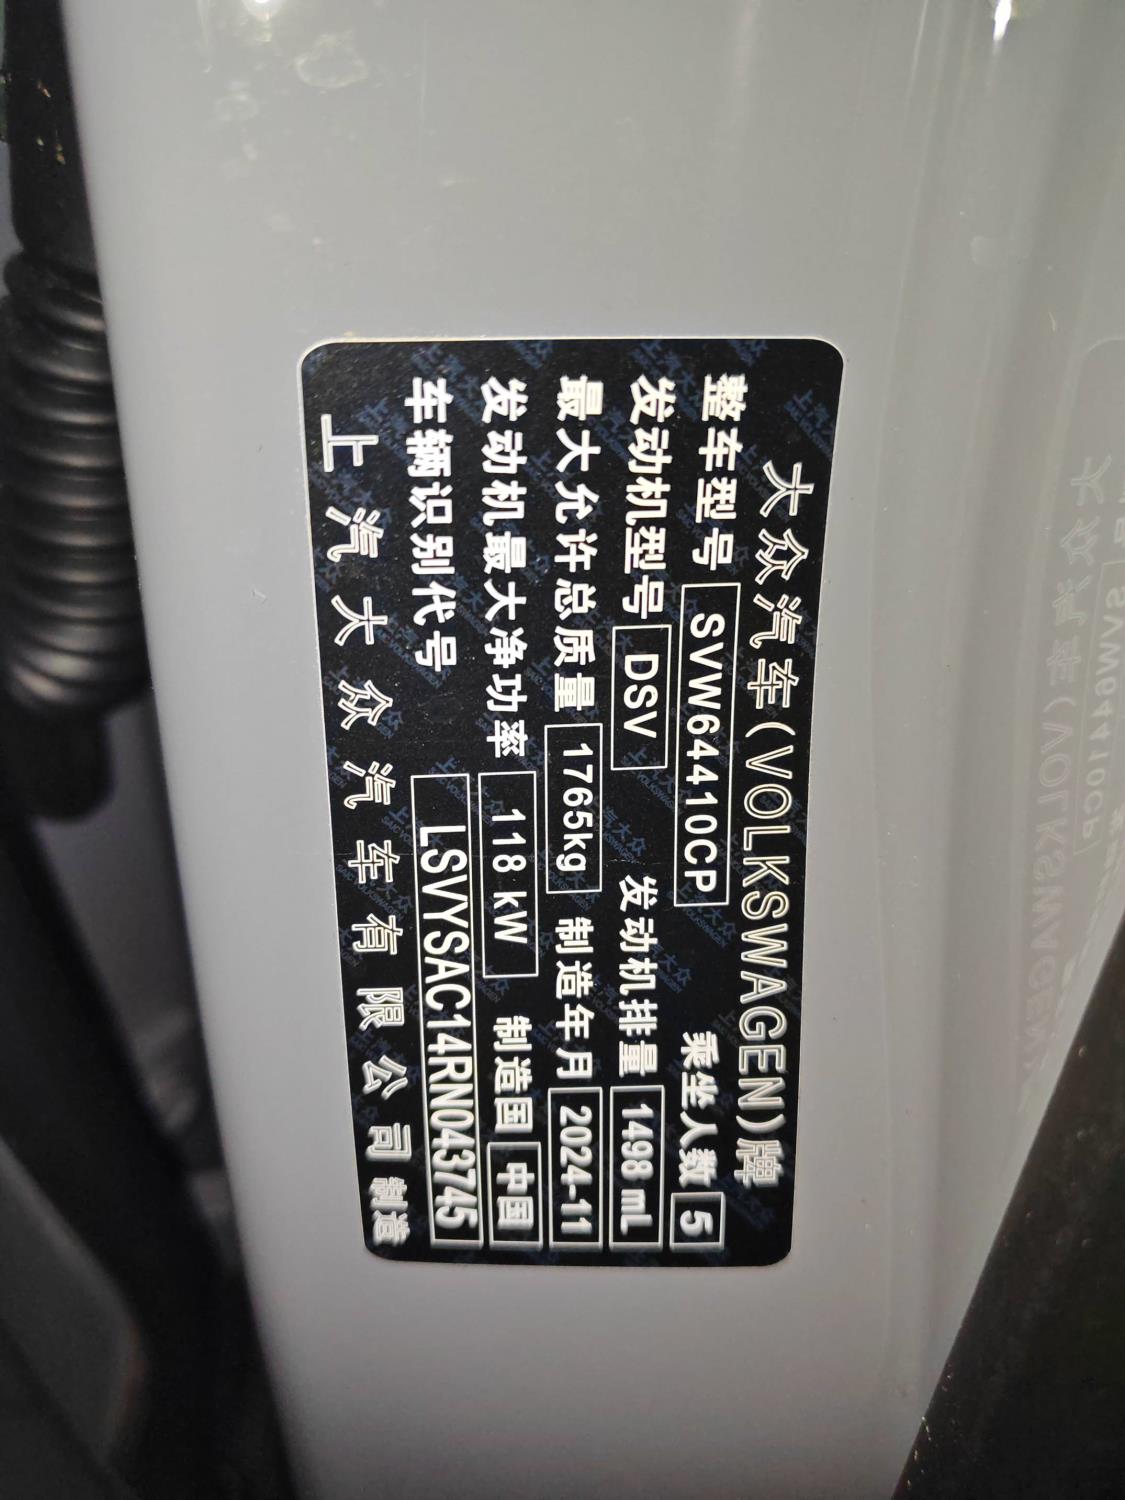 大众汽车(VOLKSWAGEN)牌
整车型号 SVW64410CP 乘坐人数 5
发动机型号 DSV 发动机排量 1498 mL
最大允许总质量 1765kg 制造年月 2024-11
发动机最大净功率 118 kW 制造国 中国
车辆识别代号 LSVYSAC14RN043745
上汽大众汽车有限公司 制造